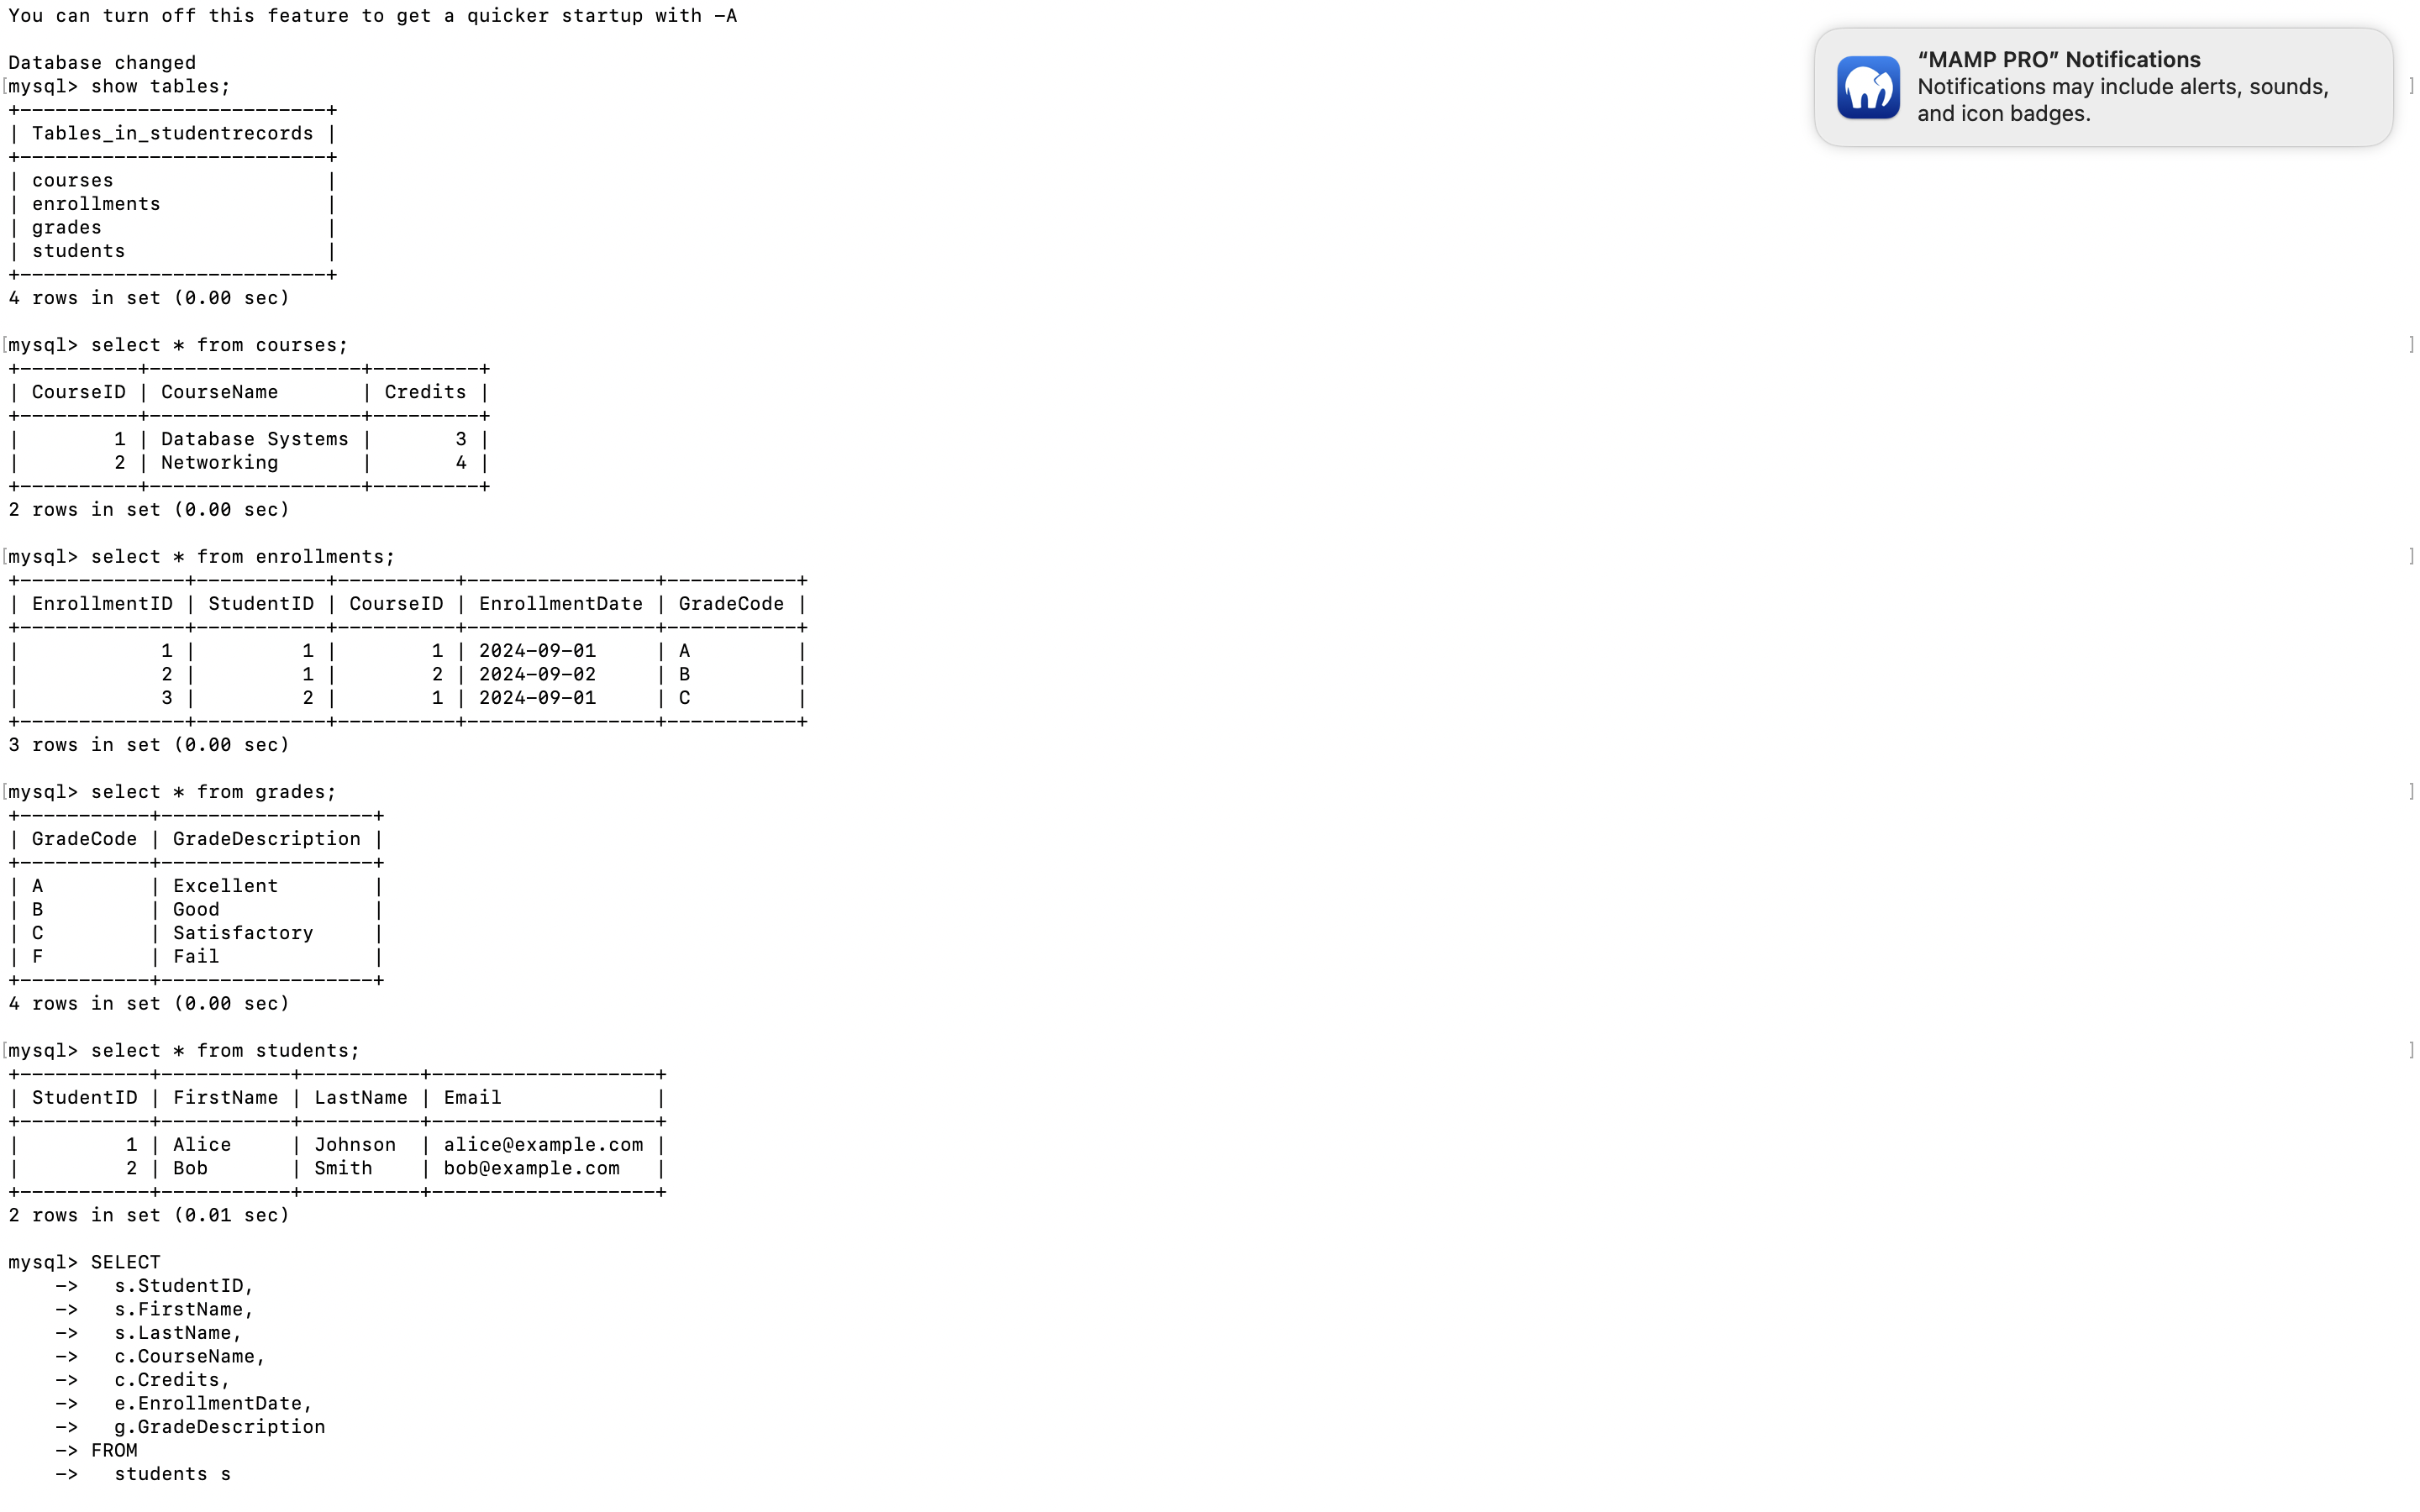 You can turn off this feature to get a quicker startup with -A
“MAMP PRO” Notifications
Notifications may include alerts, sounds,
and icon badges.
Database changed
[mysql> show tables; ]
+--------------------------+
| Tables_in_studentrecords |
+--------------------------+
| courses                  |
| enrollments              |
| grades                   |
| students                 |
+--------------------------+
4 rows in set (0.00 sec)
[mysql> select * from courses; ]
+----------+------------------+---------+
| CourseID | CourseName       | Credits |
+----------+------------------+---------+
|        1 | Database Systems |       3 |
|        2 | Networking       |       4 |
+----------+------------------+---------+
2 rows in set (0.00 sec)
[mysql> select * from enrollments; ]
+--------------+-----------+----------+----------------+-----------+
| EnrollmentID | StudentID | CourseID | EnrollmentDate | GradeCode |
+--------------+-----------+----------+----------------+-----------+
|            1 |         1 |        1 | 2024-09-01     | A         |
|            2 |         1 |        2 | 2024-09-02     | B         |
|            3 |         2 |        1 | 2024-09-01     | C         |
+--------------+-----------+----------+----------------+-----------+
3 rows in set (0.00 sec)
[mysql> select * from grades; ]
+-----------+------------------+
| GradeCode | GradeDescription |
+-----------+------------------+
| A         | Excellent        |
| B         | Good             |
| C         | Satisfactory     |
| F         | Fail             |
+-----------+------------------+
4 rows in set (0.00 sec)
[mysql> select * from students; ]
+-----------+-----------+----------+-------------------+
| StudentID | FirstName | LastName | Email             |
+-----------+-----------+----------+-------------------+
|         1 | Alice     | Johnson  | alice@example.com |
|         2 | Bob       | Smith    | bob@example.com   |
+-----------+-----------+----------+-------------------+
2 rows in set (0.01 sec)
mysql> SELECT
    ->   s.StudentID,
    ->   s.FirstName,
    ->   s.LastName,
    ->   c.CourseName,
    ->   c.Credits,
    ->   e.EnrollmentDate,
    ->   g.GradeDescription
    -> FROM
    ->   students s